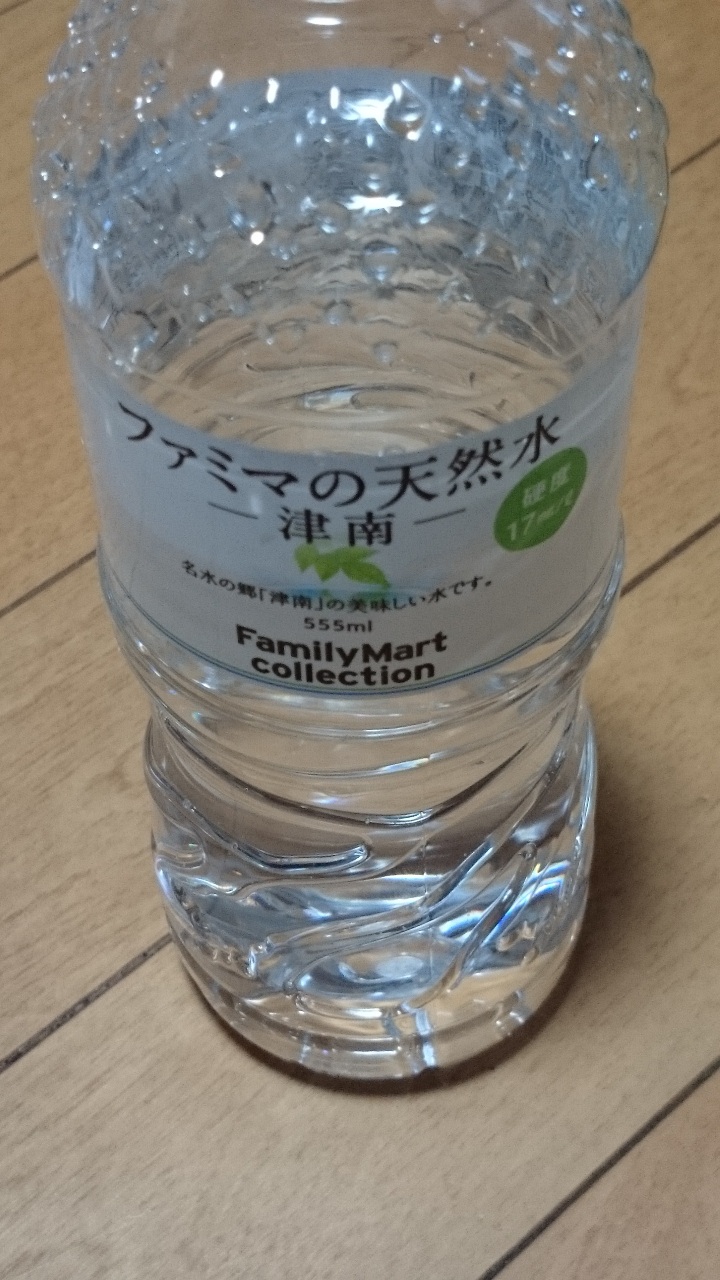 ファミマの天然水
硬度
17mg/L
― 津南 ―
名水の郷「津南」の美味しい水です。
555ml
FamilyMart
collection